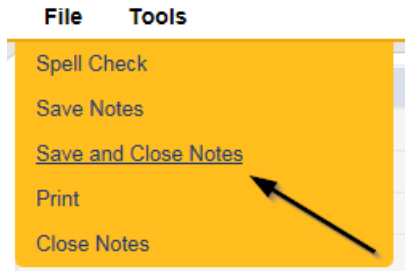 File Tools
Spell Check
Save Notes
Save and Close Notes
Print
Close Notes